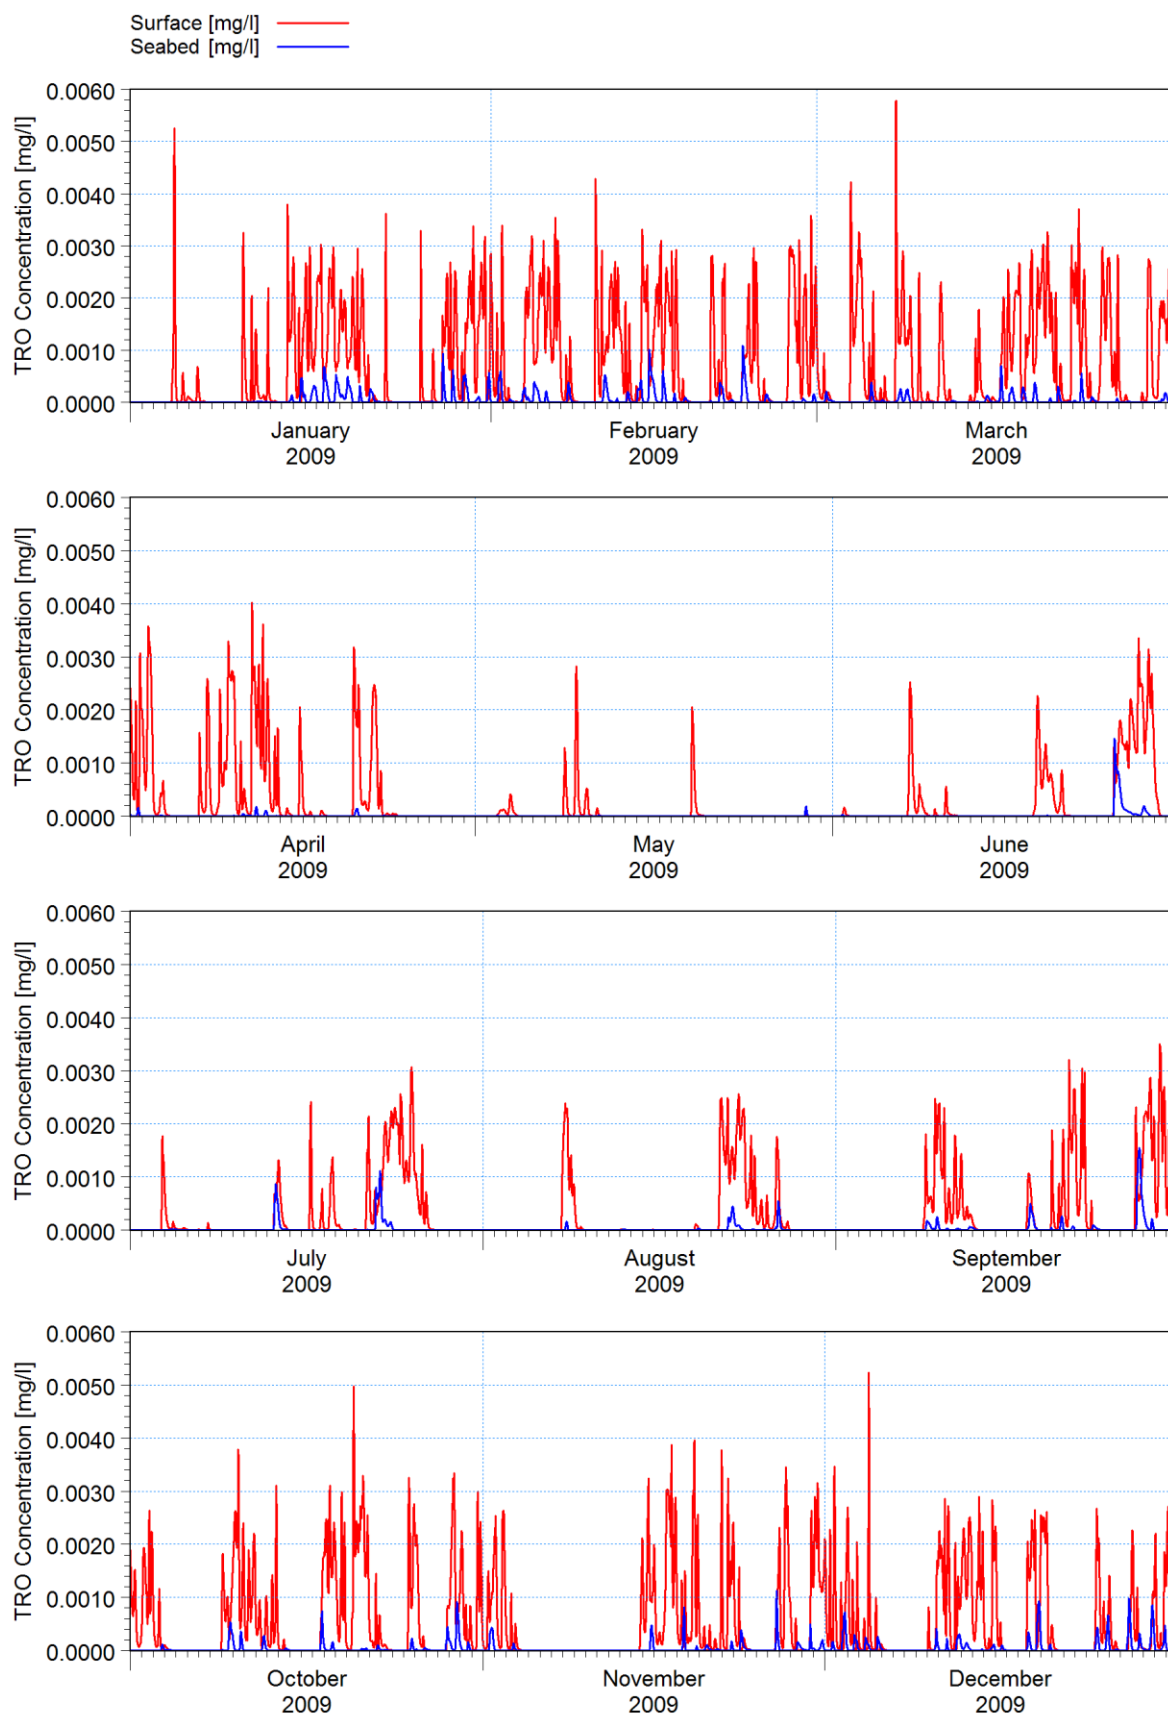 Surface [mg/l]
Seabed [mg/l]
TRO Concentration [mg/l]
0.0060
0.0050
0.0040
0.0030
0.0020
0.0010
0.0000
January February March
2009 2009 2009
TRO Concentration [mg/l]
0.0060
0.0050
0.0040
0.0030
0.0020
0.0010
0.0000
April May June
2009 2009 2009
TRO Concentration [mg/l]
0.0060
0.0050
0.0040
0.0030
0.0020
0.0010
0.0000
July August September
2009 2009 2009
TRO Concentration [mg/l]
0.0060
0.0050
0.0040
0.0030
0.0020
0.0010
0.0000
October November December
2009 2009 2009